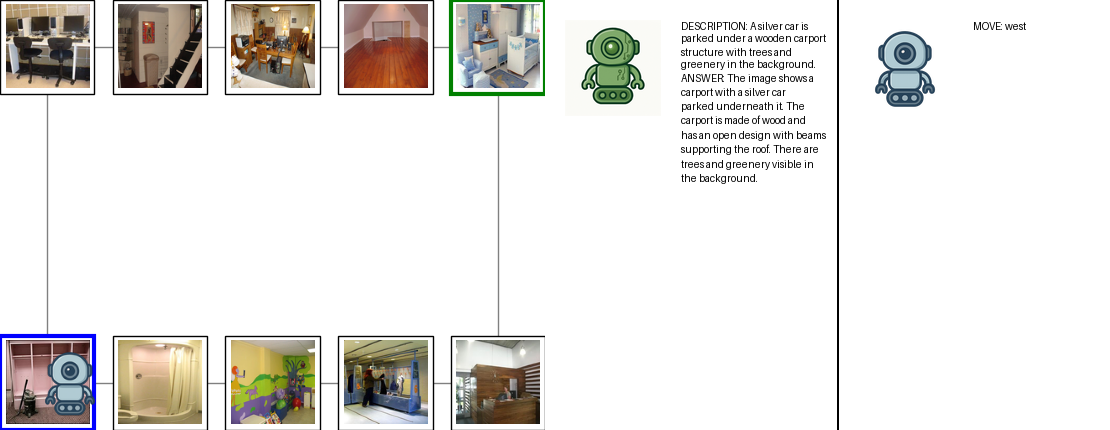 DESCRIPTION: A silver car is
parked under a wooden carport
structure with trees and
greenery in the background.
ANSWER: The image shows a
carport with a silver car
parked underneath it. The
carport is made of wood and
has an open design with beams
supporting the roof. There are
trees and greenery visible in
the background.
MOVE: west